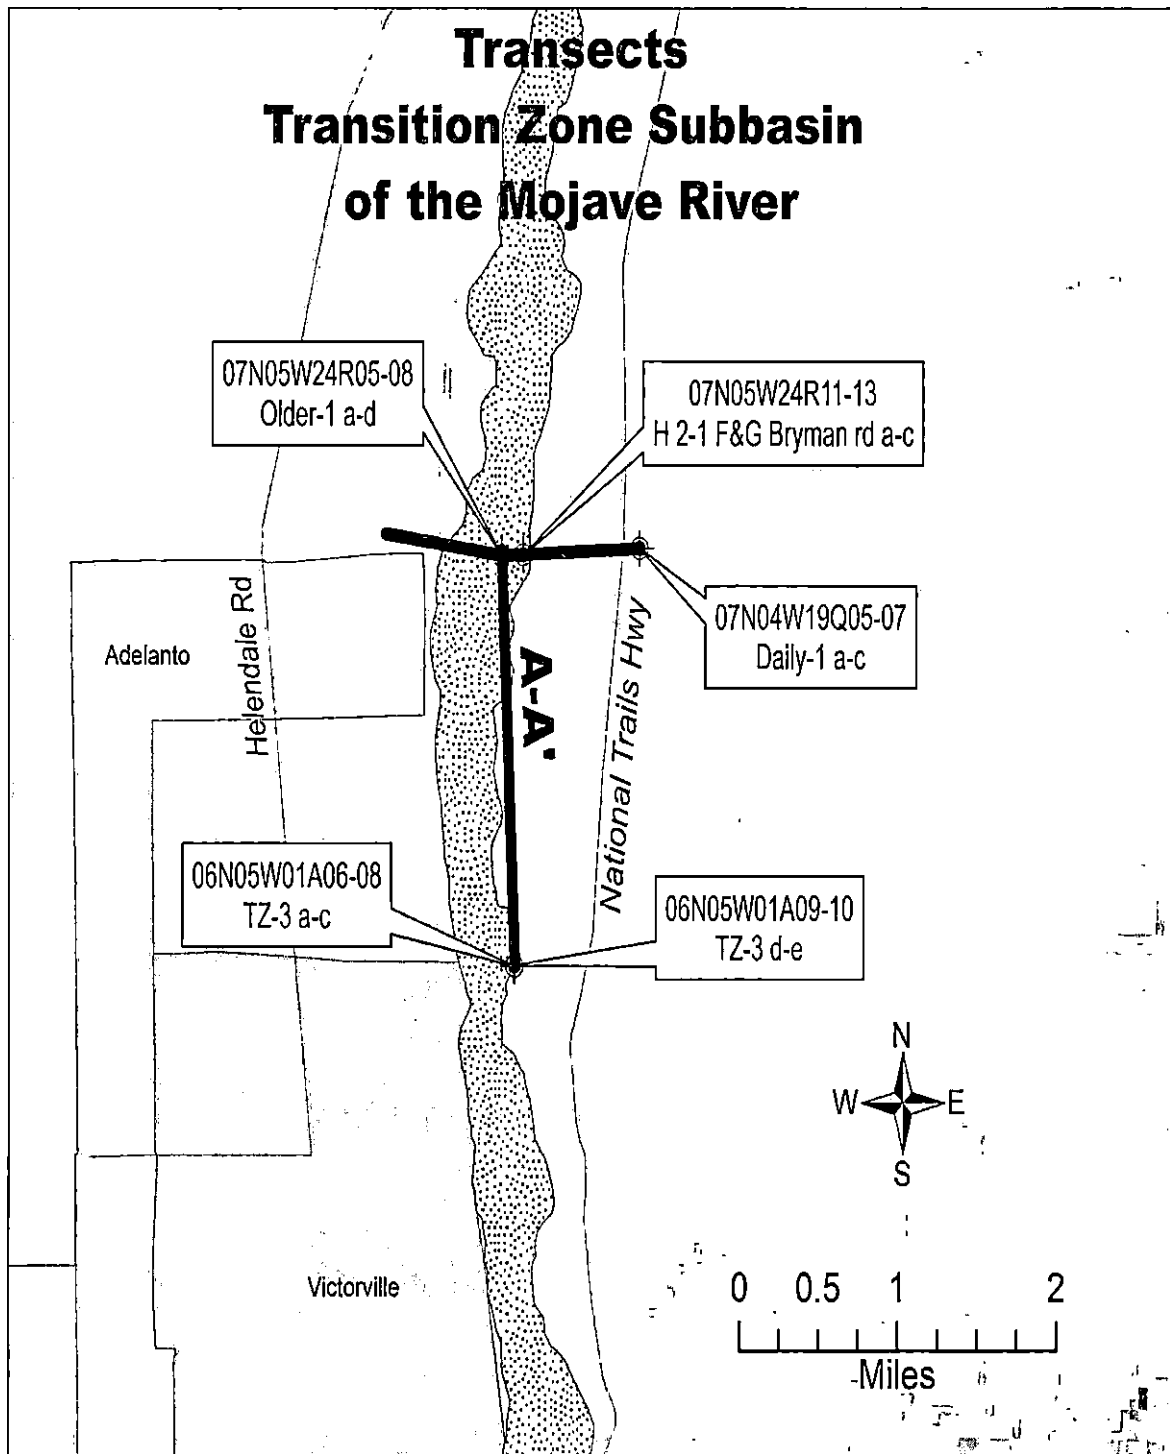 Transects
Transition Zone Subbasin
of the Mojave River
07N05W24R05-08
Older-1 a-d
07N05W24R11-13
H 2-1 F&G Bryman rd a-c
07N04W19Q05-07
Daily-1 a-c
Adelanto
Helendale Rd
A-A'
National Trails Hwy
06N05W01A06-08
TZ-3 a-c
06N05W01A09-10
TZ-3 d-e
N
W E
S
Victorville
0 0.5 1 2
Miles